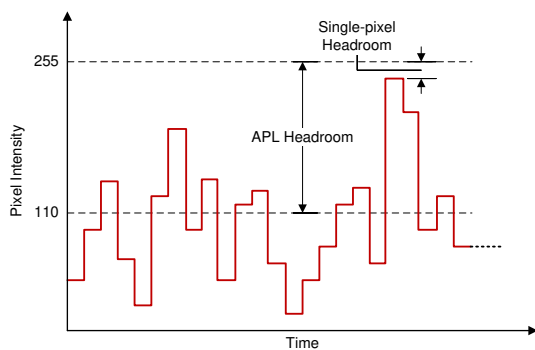 Single-pixel
Headroom
255
APL Headroom
Pixel Intensity
110
Time